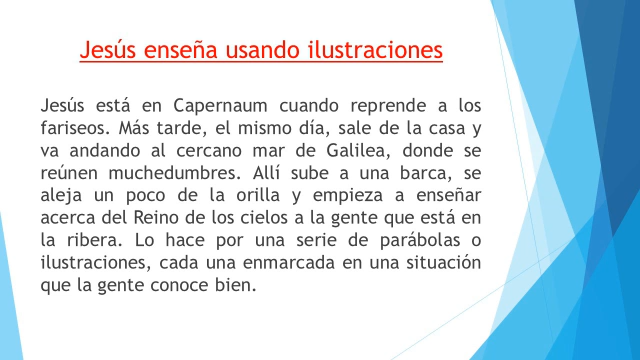 Jesús enseña usando ilustraciones
Jesús está en Capernaum cuando reprende a los
fariseos. Más tarde, el mismo día, sale de la casa y
va andando al cercano mar de Galilea, donde se
reúnen muchedumbres. Allí sube a una barca, se
aleja un poco de la orilla y empieza a enseñar
acerca del Reino de los cielos a la gente que está en
la ribera. Lo hace por una serie de parábolas o
ilustraciones, cada una enmarcada en una situación
que la gente conoce bien.